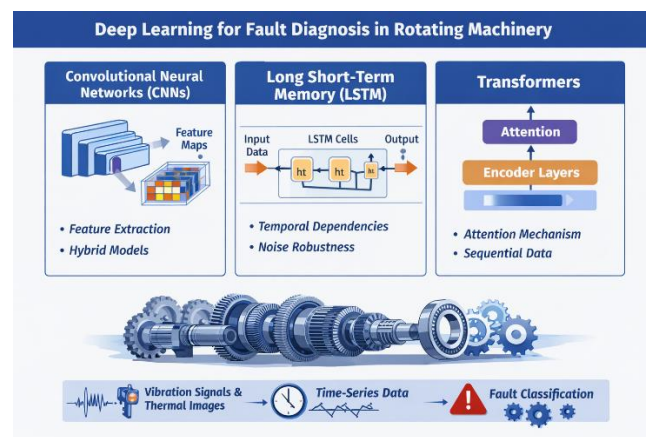 Deep Learning for Fault Diagnosis in Rotating Machinery
Convolutional Neural
Networks (CNNs)
Feature
Maps
• Feature Extraction
• Hybrid Models
Long Short-Term
Memory (LSTM)
Input
Data
LSTM Cells
Output
ht
ht
ht
• Temporal Dependencies
• Noise Robustness
Transformers
Attention
Encoder Layers
• Attention Mechanism
• Sequential Data
Vibration Signals &
Thermal Images
Time-Series Data
Fault Classification